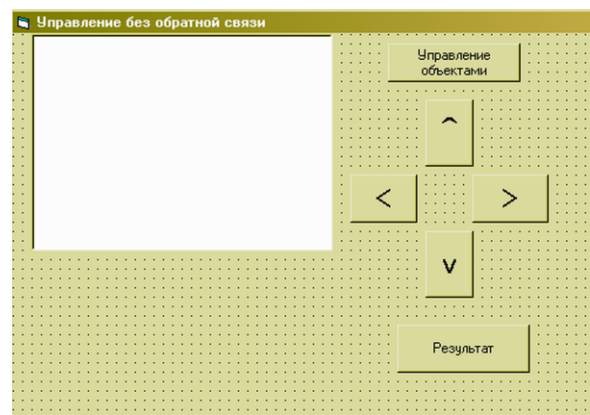 Управление без обратной связи
Управление
объектами
^
<
>
v
Результат